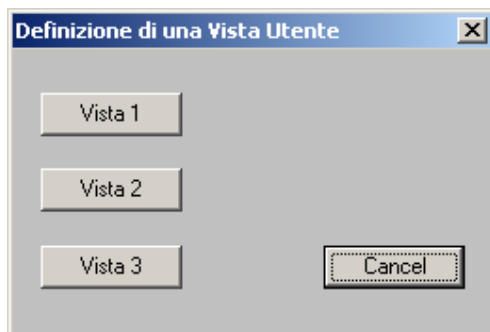 Definizione di una Vista Utente
Vista 1
Vista 2
Vista 3
Cancel